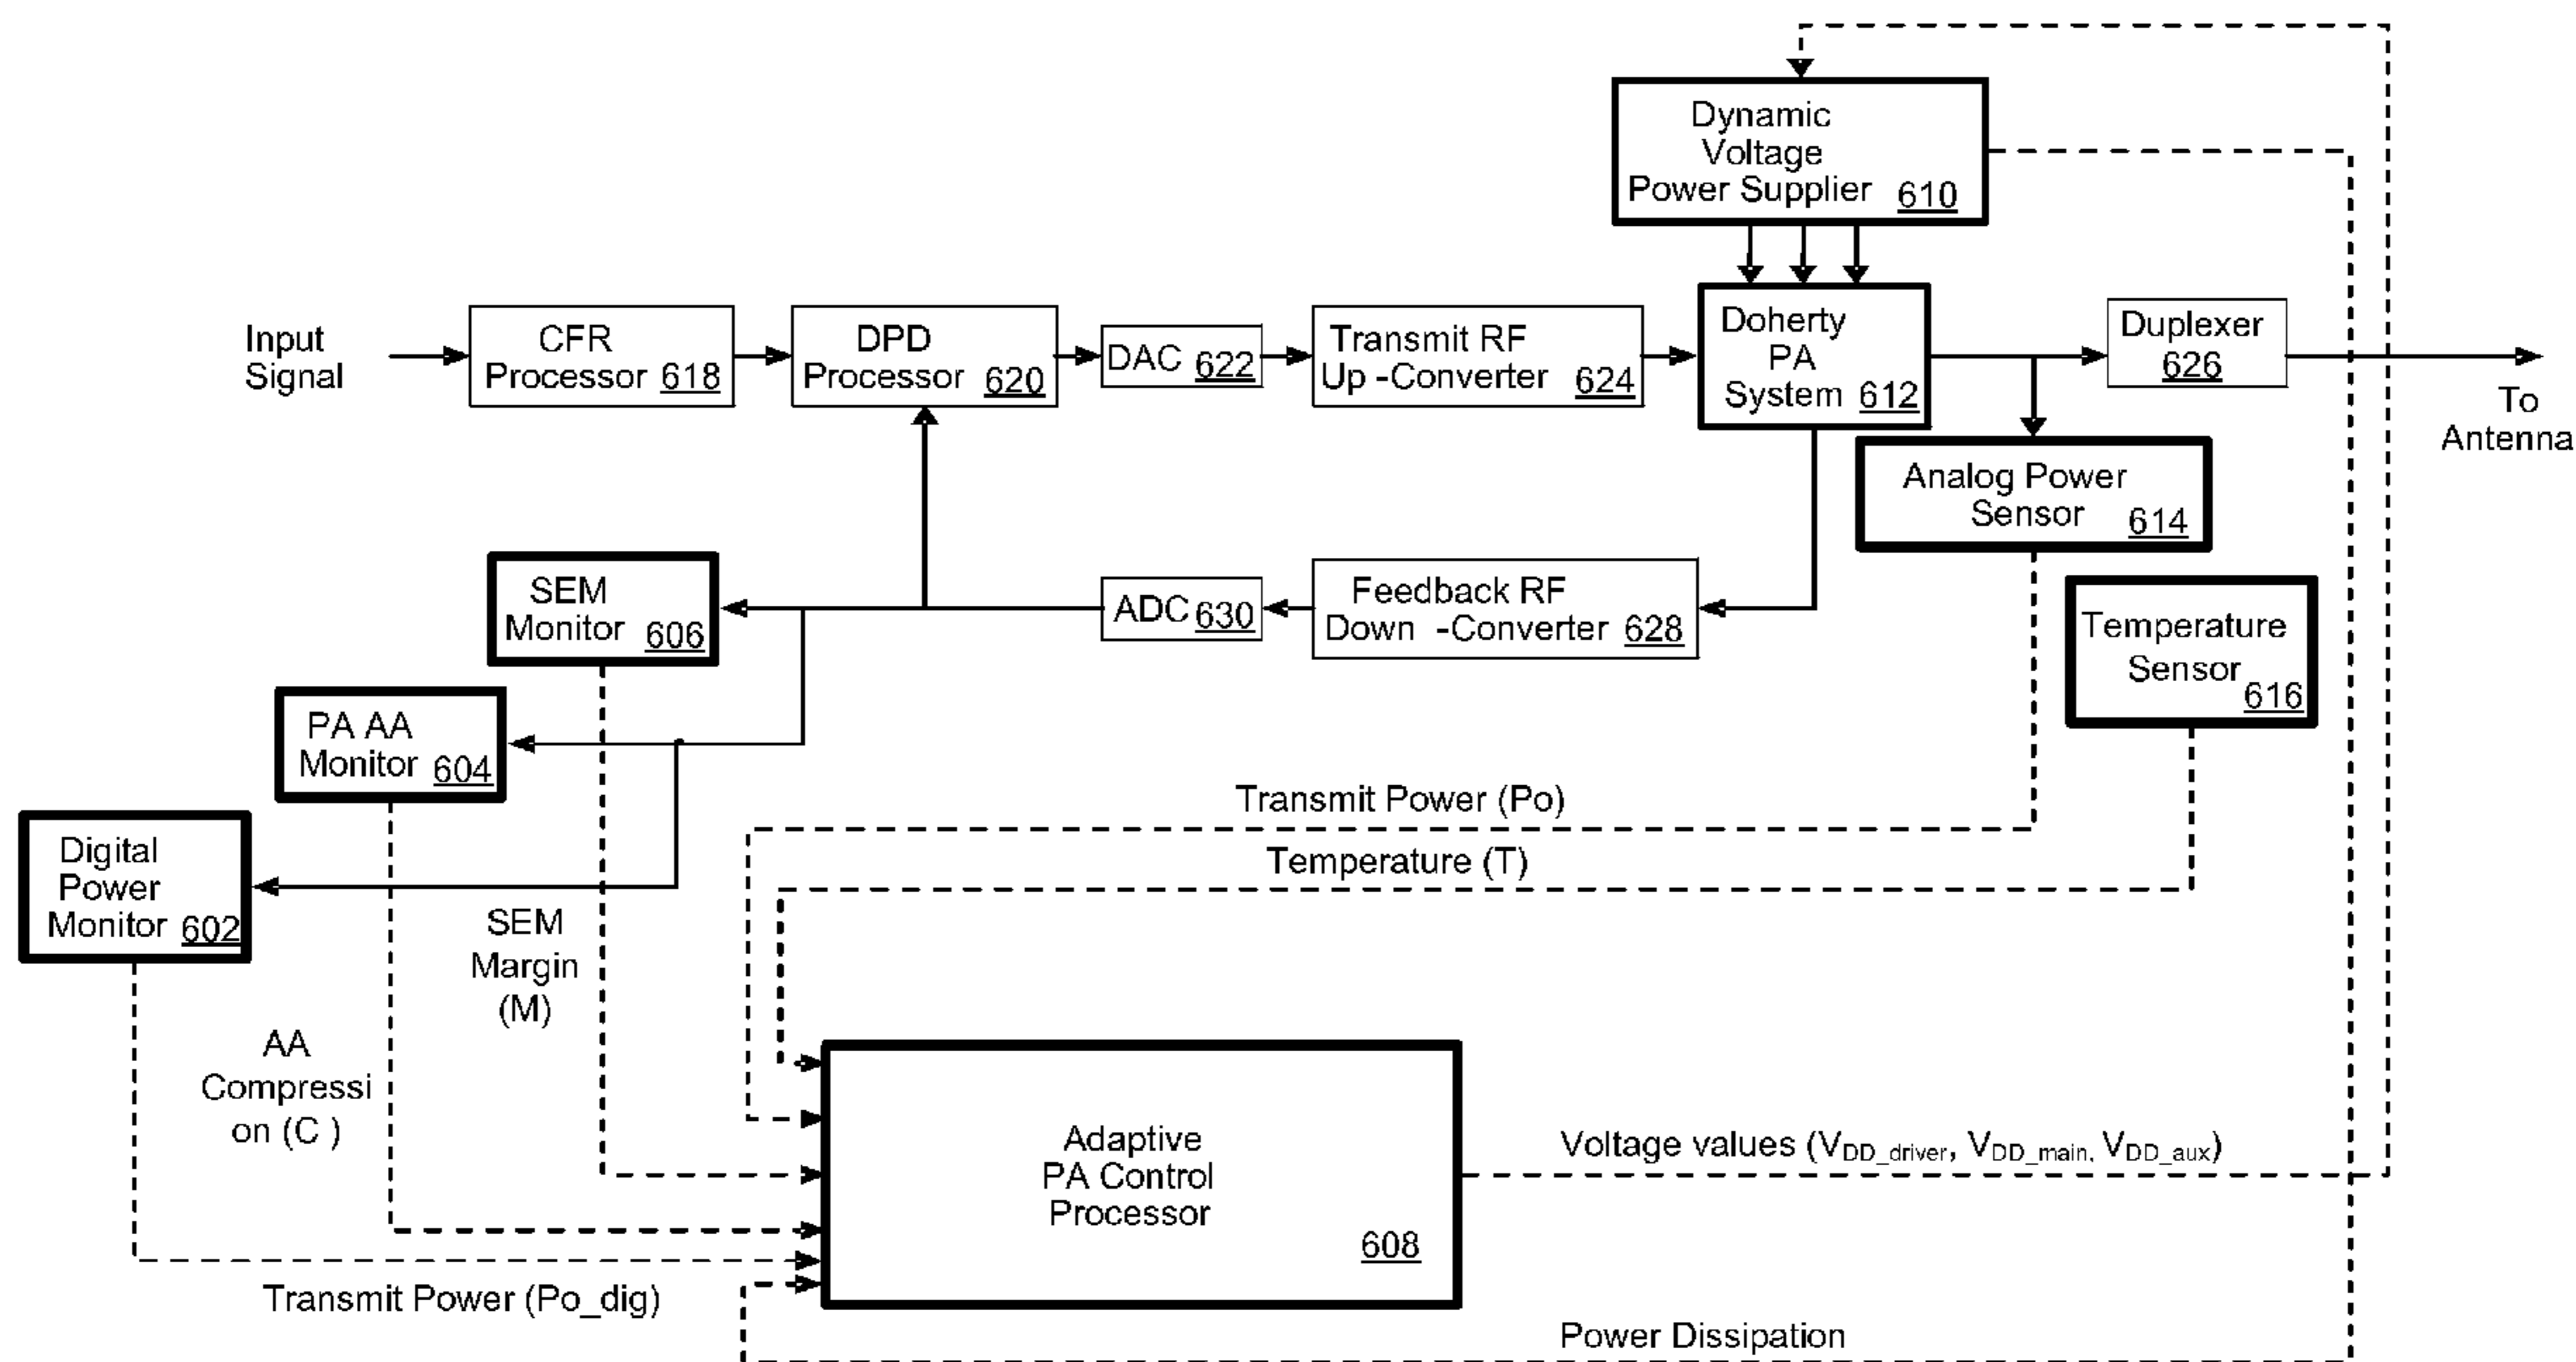 Dynamic
Voltage
Power Supplier 610
Input
Signal
CFR
Processor 618
DPD
Processor 620
DAC 622
Transmit RF
Up -Converter 624
Doherty
PA
System 612
Duplexer
626
To
Antenna
Analog Power
Sensor 614
SEM
Monitor 606
ADC 630
Feedback RF
Down -Converter 628
Temperature
Sensor 616
PA AA
Monitor 604
Digital
Power
Monitor 602
Transmit Power (Po)
Temperature (T)
SEM
Margin
(M)
AA
Compressi
on (C )
Adaptive
PA Control
Processor
608
Voltage values (VDD_driver, VDD_main, VDD_aux)
Transmit Power (Po_dig)
Power Dissipation